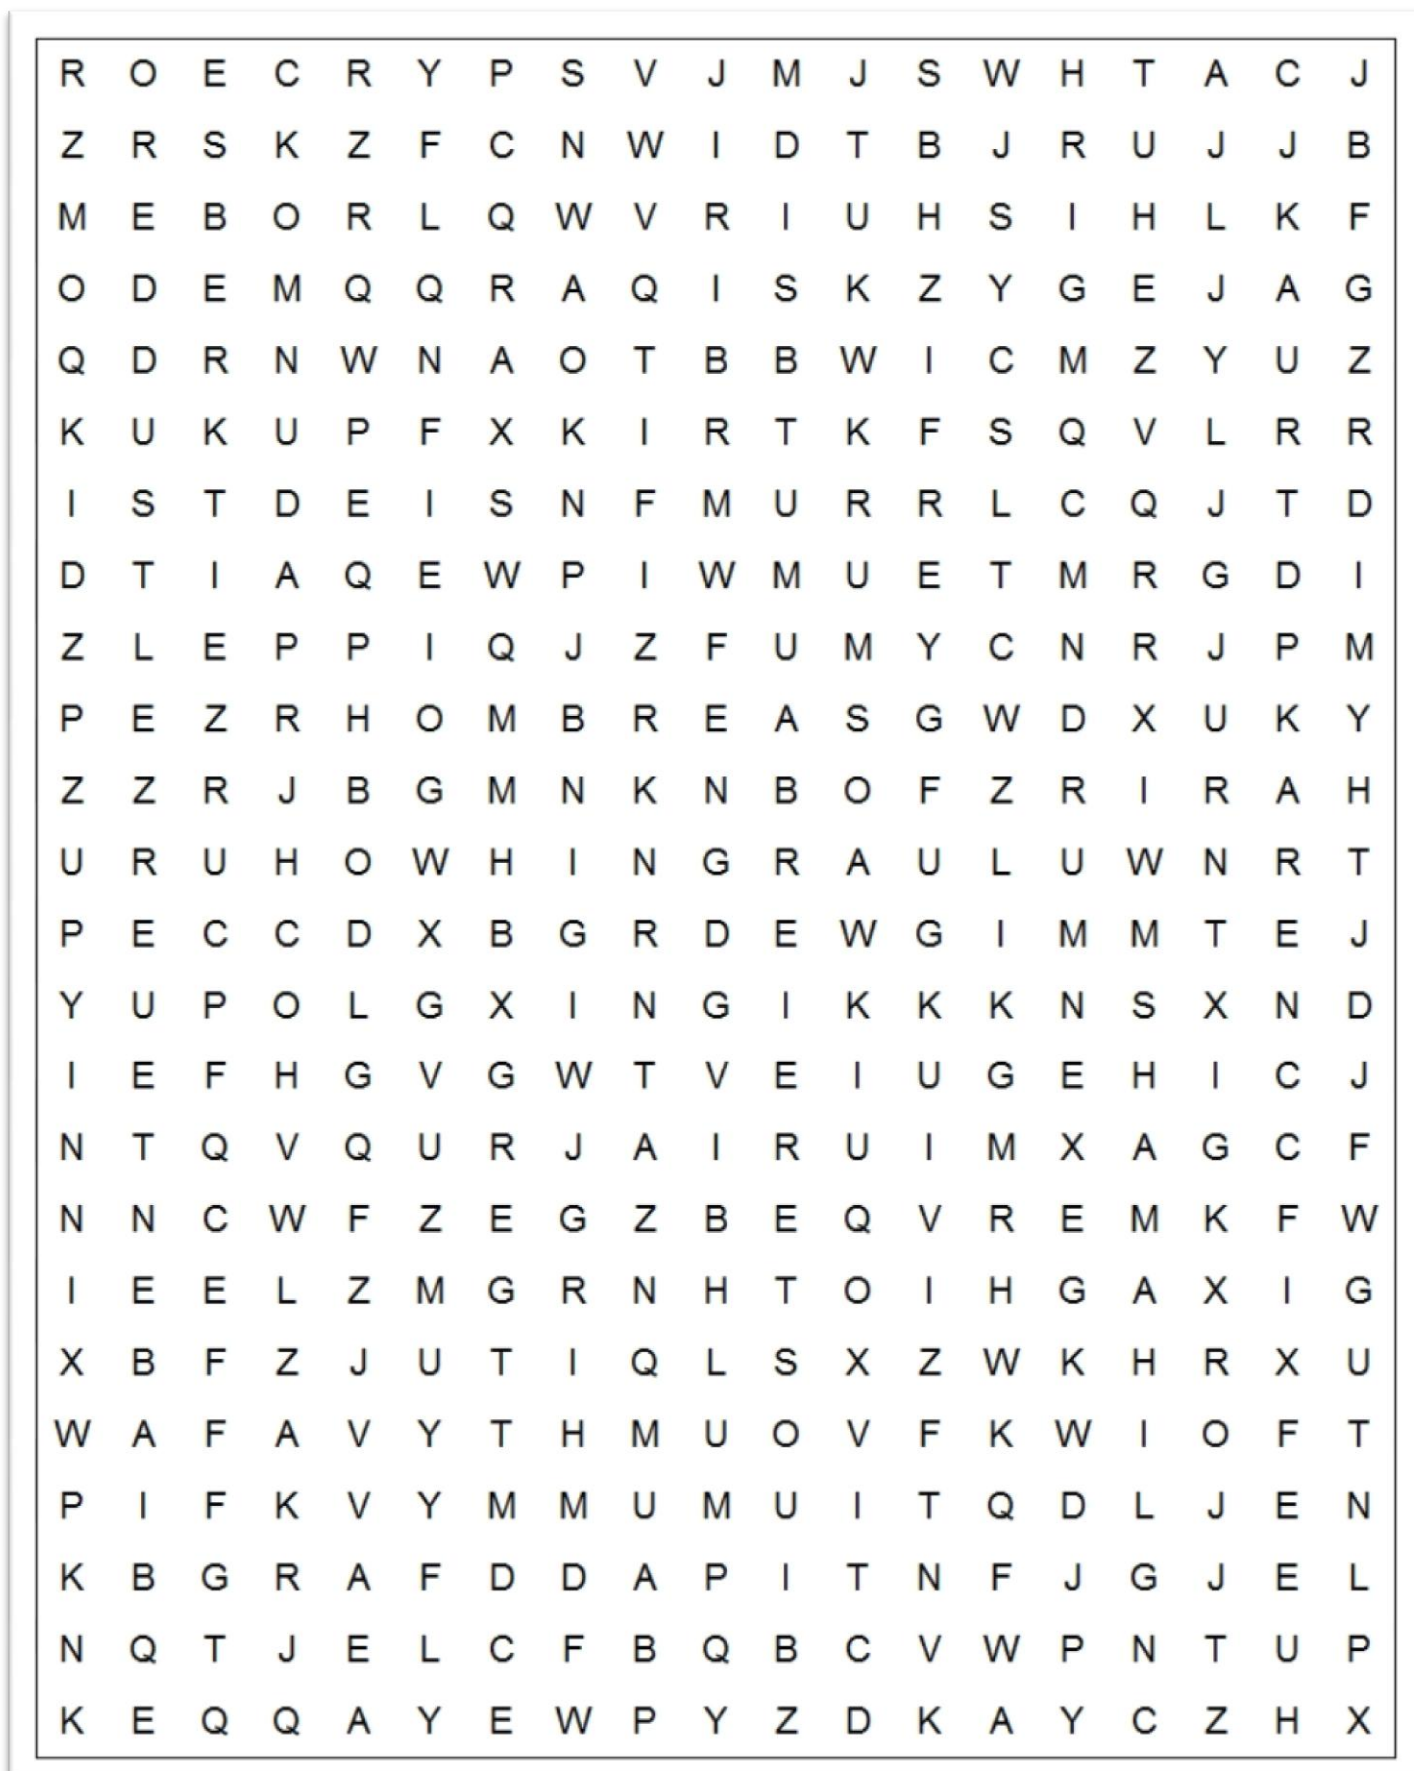 R O E C R Y P S V J M J S W H T A C J
Z R S K Z F C N W I D T B J R U J J B
M E B O R L Q W V R I U H S I H L K F
O D E M Q Q R A Q I S K Z Y G E J A G
Q D R N W N A O T B B W I C M Z Y U Z
K U K U P F X K I R T K F S Q V L R R
I S T D E I S N F M U R R L C Q J T D
D T I A Q E W P I W M U E T M R G D I
Z L E P P I Q J Z F U M Y C N R J P M
P E Z R H O M B R E A S G W D X U K Y
Z Z R J B G M N K N B O F Z R I R A H
U R U H O W H I N G R A U L U W N R T
P E C C D X B G R D E W G I M M T E J
Y U P O L G X I N G I K K K N S X N D
I E F H G V G W T V E I U G E H I C J
N T Q V Q U R J A I R U I M X A G C F
N N C W F Z E G Z B E Q V R E M K F W
I E E L Z M G R N H T O I H G A X I G
X B F Z J U T I Q L S X Z W K H R X U
W A F A V Y T H M U O V F K W I O F T
P I F K V Y M M U M U I T Q D L J E N
K B G R A F D D A P I T N F J G J E L
N Q T J E L C F B Q B C V W P N T U P
K E Q Q A Y E W P Y Z D K A Y C Z H X